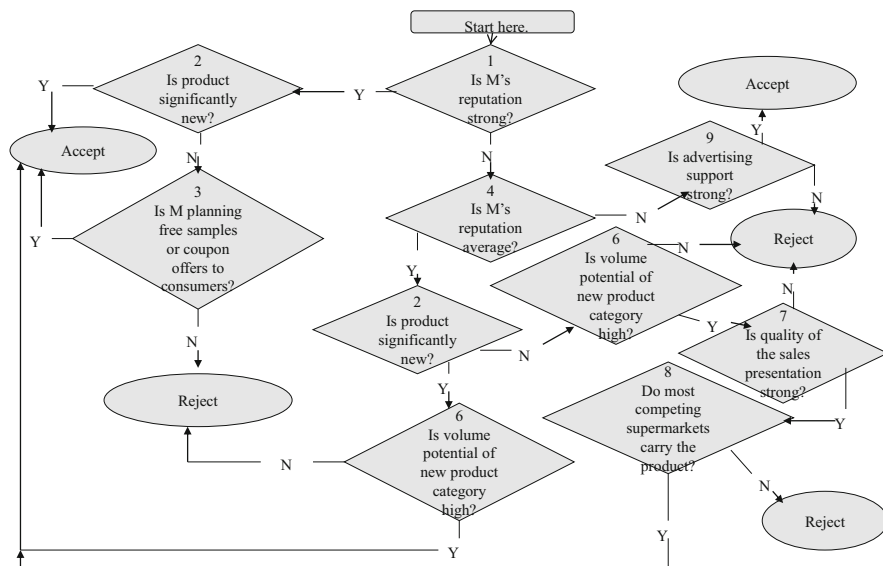 Start here.
1
Is M's
reputation
strong?
Y
2
Is product
significantly
new?
Y
Accept
N
3
Is M planning
free samples
or coupon
offers to
consumers?
Y
N
Reject
N
4
Is M's
reputation
average?
N
9
Is advertising
support
strong?
Y
Accept
N
Reject
Y
2
Is product
significantly
new?
N
6
Is volume
potential of
new product
category
high?
N
Y
7
Is quality of
the sales
presentation
strong?
N
Y
8
Do most
competing
supermarkets
carry the
product?
N
Reject
Y
Y
6
Is volume
potential of
new product
category
high?
N
Y